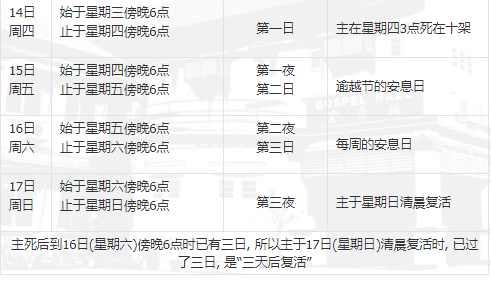 14日
周四
始于星期三傍晚6点
止于星期四傍晚6点
第一日
主在星期四3点死在十架
15日
周五
始于星期四傍晚6点
止于星期五傍晚6点
第一夜
第二日
逾越节的安息日
16日
周六
始于星期五傍晚6点
止于星期六傍晚6点
第二夜
第三日
每周的安息日
17日
周日
始于星期六傍晚6点
止于星期日傍晚6点
第三夜
主于星期日清晨复活
主死后到16日(星期六)傍晚6点时已有三日, 所以主于17日(星期日)清晨复活时, 已过
了三日, 是“三天后复活”
GOSPEL HALL